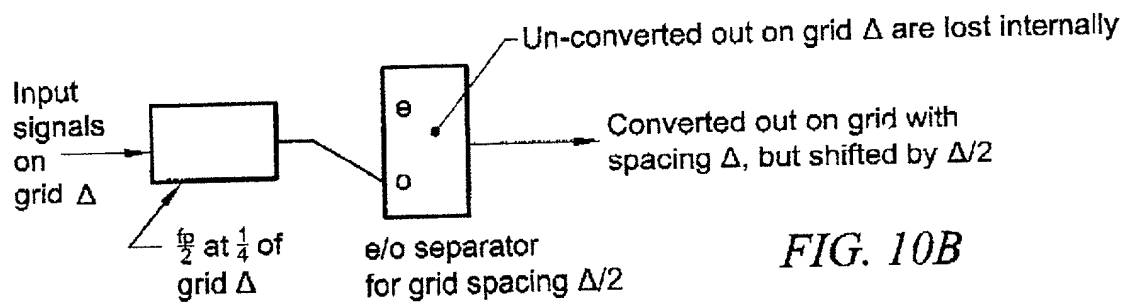 Un-converted out on grid Δ are lost internally
Input
signals
on
grid Δ
e
o
Converted out on grid with
spacing Δ, but shifted by Δ/2
fp/2 at 1/4 of
grid Δ
e/o separator
for grid spacing Δ/2
FIG. 10B